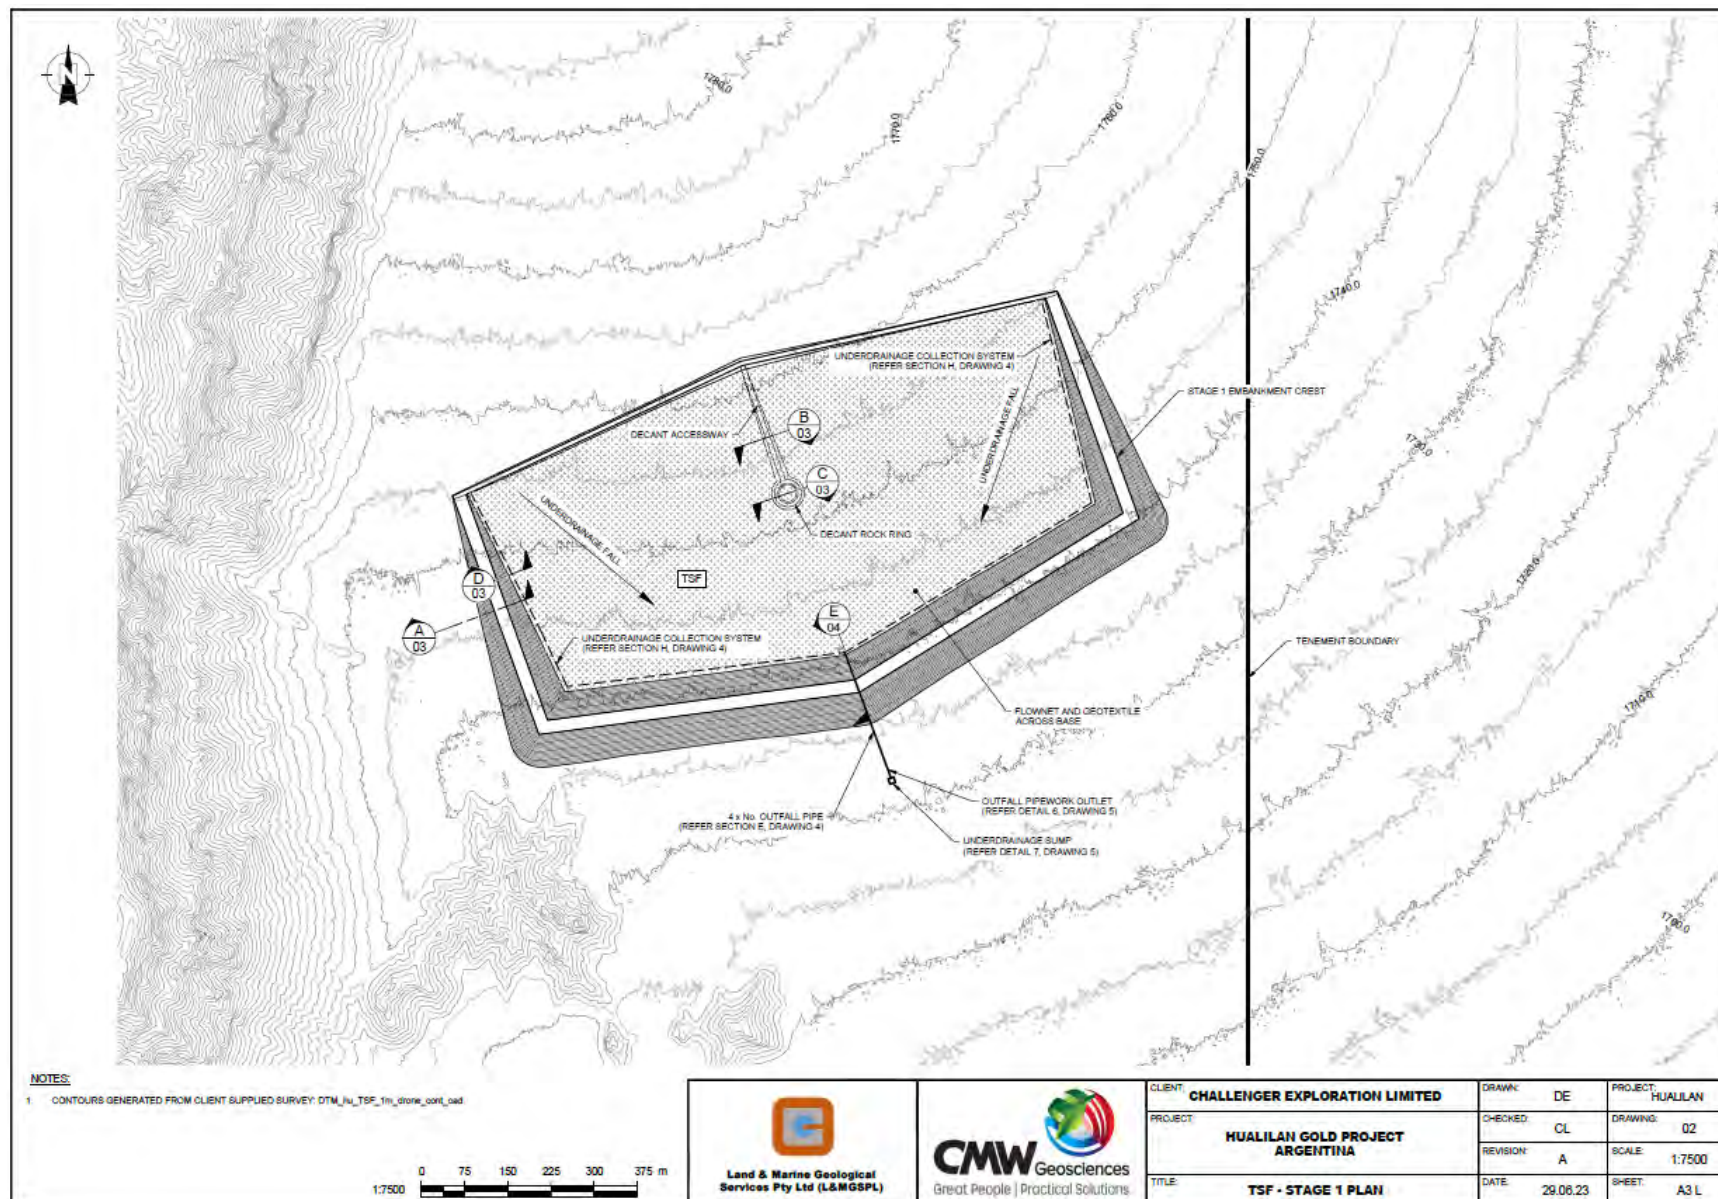 N
1780.0
1770.0
1760.0
1750.0
1740.0
1730.0
1720.0
1710.0
1700.0
UNDERDRAINAGE COLLECTION SYSTEM
(REFER SECTION H, DRAWING 4)
STAGE 1 EMBANKMENT CREST
UNDERDRAINAGE FALL
DECANT ACCESSWAY
B
03
C
03
DECANT ROCK RING
UNDERDRAINAGE FALL
TSF
D
03
A
03
E
04
UNDERDRAINAGE COLLECTION SYSTEM
(REFER SECTION H, DRAWING 4)
TENEMENT BOUNDARY
FLOWNET AND GEOTEXTILE
ACROSS BASE
4 x No. OUTFALL PIPE
(REFER SECTION E, DRAWING 4)
OUTFALL PIPEWORK OUTLET
(REFER DETAIL 6, DRAWING 5)
UNDERDRAINAGE SUMP
(REFER DETAIL 7, DRAWING 5)
NOTES:
1 CONTOURS GENERATED FROM CLIENT SUPPLIED SURVEY: DTM_hu_TSF_1m_drone_cont_oad
0 75 150 225 300 375 m
1:7500
Land & Marine Geological
Services Pty Ltd (L&MGSPL)
CMW Geosciences
Great People | Practical Solutions
CLIENT: CHALLENGER EXPLORATION LIMITED
PROJECT: HUALILAN GOLD PROJECT
ARGENTINA
TITLE: TSF - STAGE 1 PLAN
DRAWN: DE
CHECKED: CL
REVISION: A
DATE: 29.06.23
PROJECT: HUALILAN
DRAWING: 02
SCALE: 1:7500
SHEET: A3 L